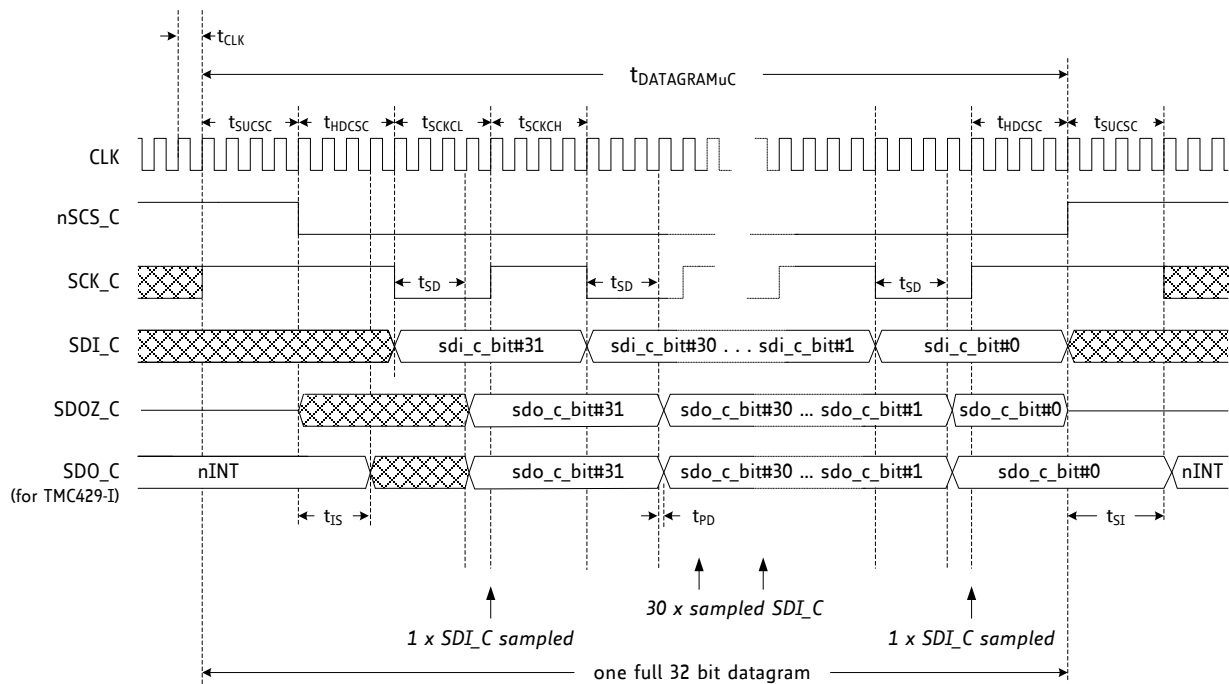 tCLK
tDATAGRAMuC
tSUCSC tHDCSC tSCKCL tSCKCH tHDCSC tSUCSC
CLK
nSCS_C
SCK_C tSD tSD tSD
SDI_C sdi_c_bit#31 sdi_c_bit#30 . . . sdi_c_bit#1 sdi_c_bit#0
SDOZ_C sdo_c_bit#31 sdo_c_bit#30 ... sdo_c_bit#1 sdo_c_bit#0
SDO_C nINT sdo_c_bit#31 sdo_c_bit#30 ... sdo_c_bit#1 sdo_c_bit#0 nINT
(for TMC429-I)
tIS tPD tSI
30 x sampled SDI_C
1 x SDI_C sampled 1 x SDI_C sampled
one full 32 bit datagram